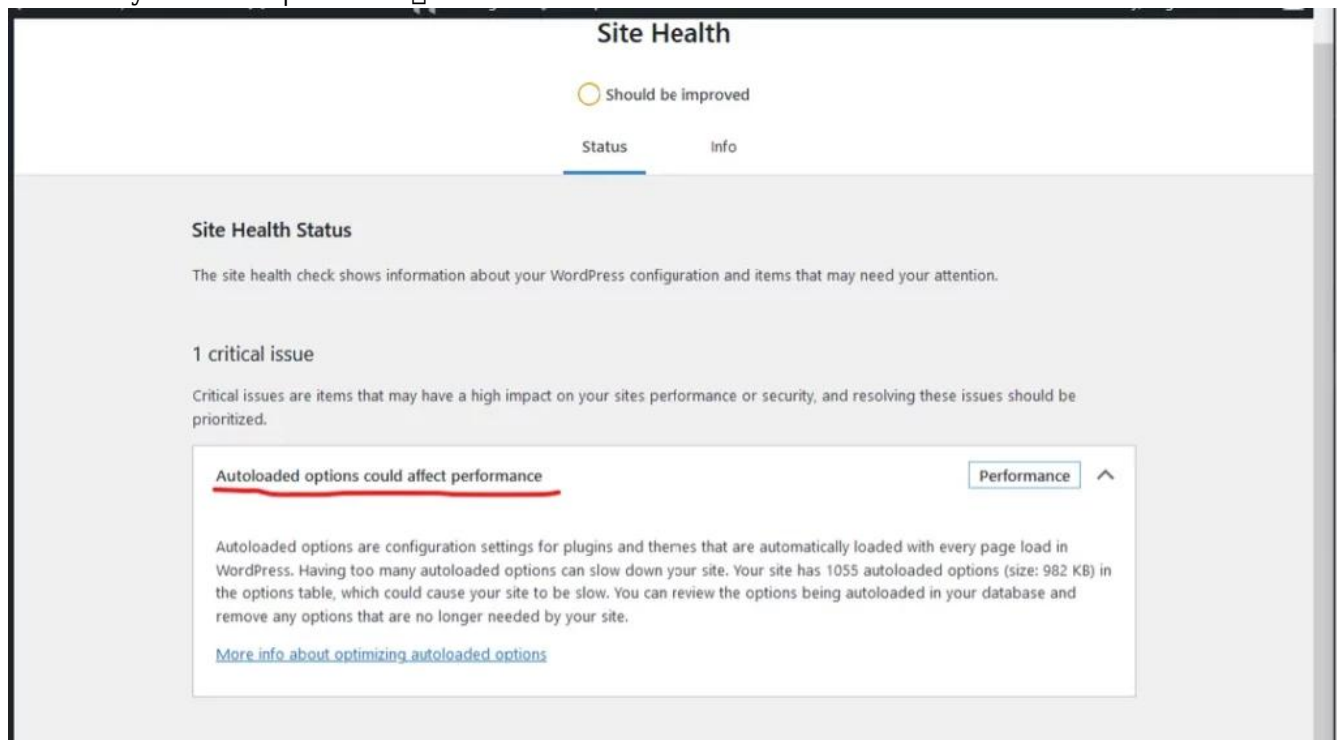 Site Health
Should be improved
Status Info
Site Health Status
The site health check shows information about your WordPress configuration and items that may need your attention.
1 critical issue
Critical issues are items that may have a high impact on your sites performance or security, and resolving these issues should be
prioritized.
Autoloaded options could affect performance Performance
Autoloaded options are configuration settings for plugins and themes that are automatically loaded with every page load in
WordPress. Having too many autoloaded options can slow down your site. Your site has 1055 autoloaded options (size: 982 KB) in
the options table, which could cause your site to be slow. You can review the options being autoloaded in your database and
remove any options that are no longer needed by your site.
More info about optimizing autoloaded options